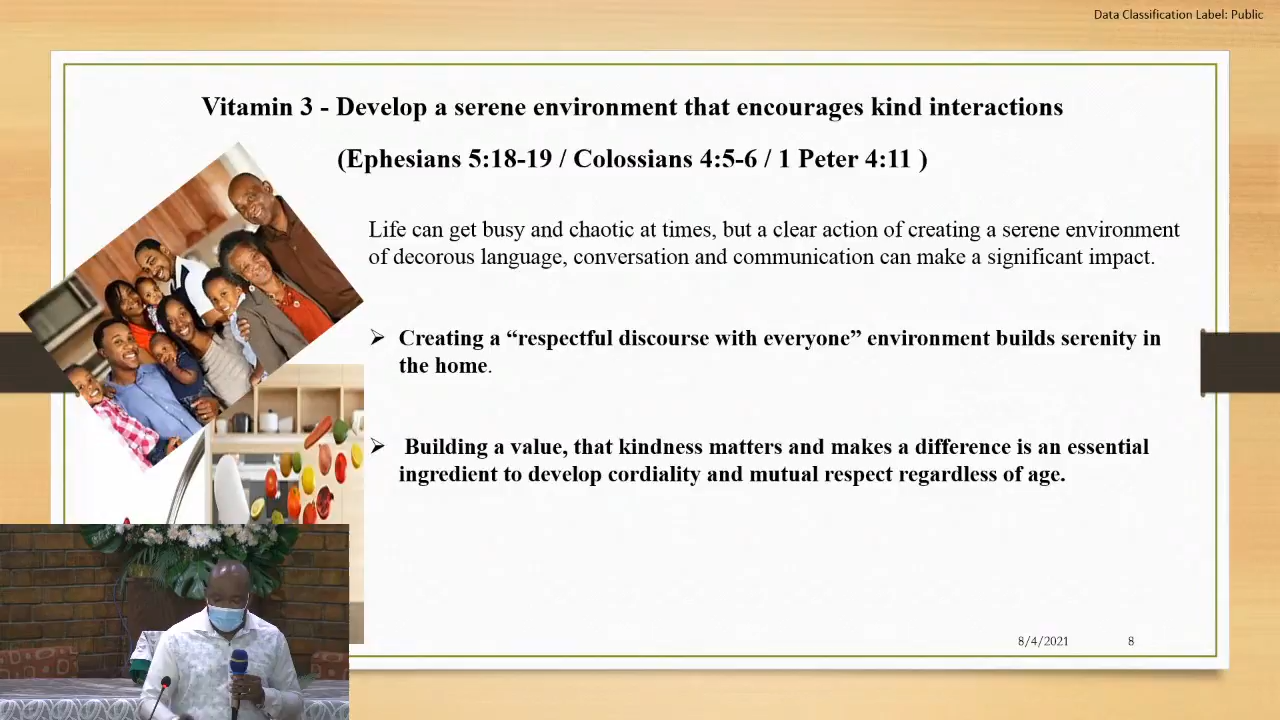 Data Classification Label: Public
Vitamin 3 - Develop a serene environment that encourages kind interactions
(Ephesians 5:18-19 / Colossians 4:5-6 / 1 Peter 4:11 )
Life can get busy and chaotic at times, but a clear action of creating a serene environment
of decorous language, conversation and communication can make a significant impact.
➢ Creating a “respectful discourse with everyone” environment builds serenity in
the home.
➢ Building a value, that kindness matters and makes a difference is an essential
ingredient to develop cordiality and mutual respect regardless of age.
8/4/2021 8